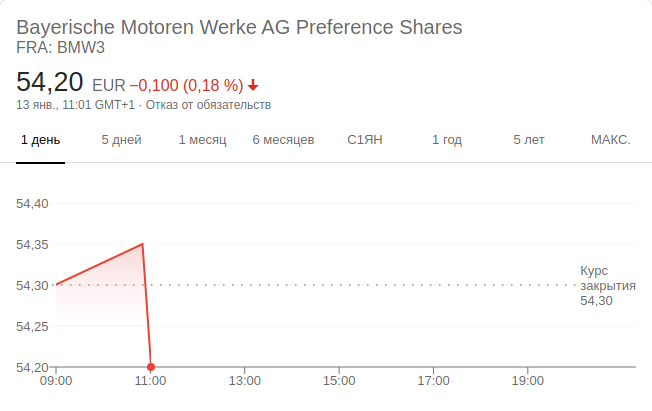 Bayerische Motoren Werke AG Preference Shares
FRA: BMW3
54,20 EUR −0,100 (0,18 %)
13 янв., 11:01 GMT+1 · Отказ от обязательств
1 день 5 дней 1 месяц 6 месяцев С1ЯН 1 год 5 лет МАКС.
54,40
54,35
54,30
54,25
54,20
Курс
закрытия
54,30
09:00 11:00 13:00 15:00 17:00 19:00